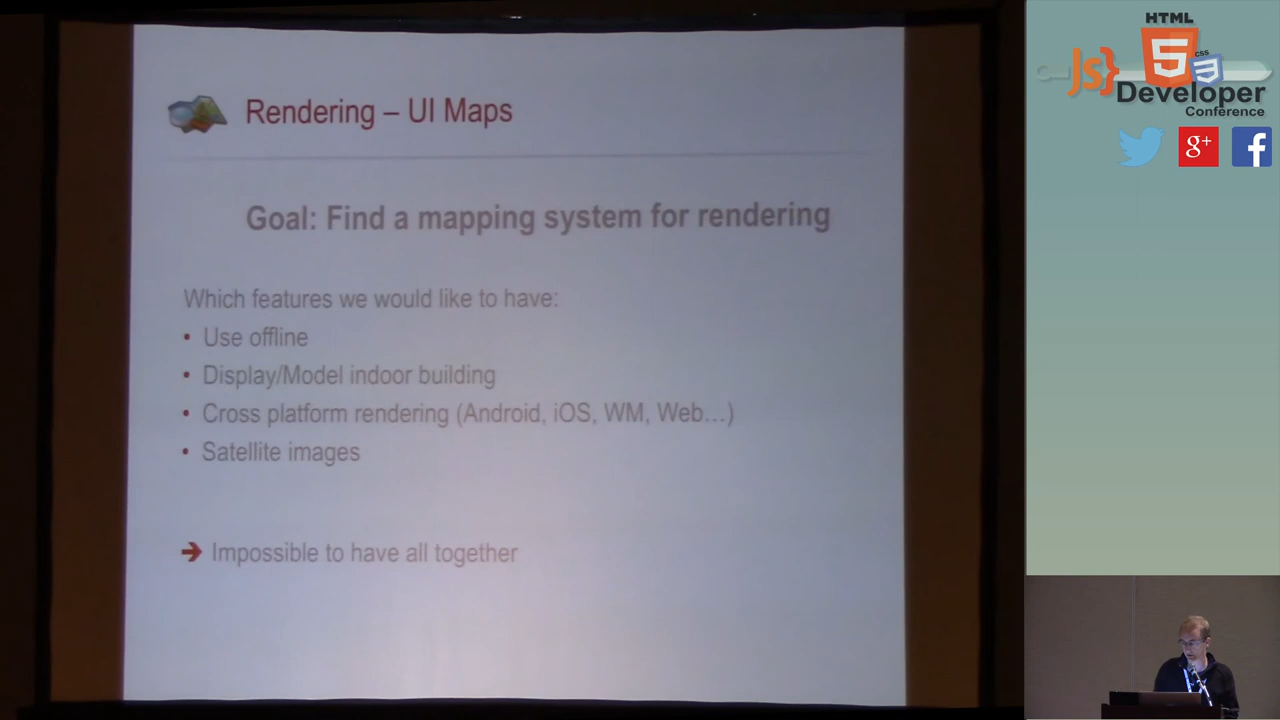 Rendering – UI Maps
Goal: Find a mapping system for rendering
Which features we would like to have:
• Use offline
• Display/Model indoor building
• Cross platform rendering (Android, iOS, WM, Web…)
• Satellite images
➔ Impossible to have all together
HTML
JS} 5 CSS 3
Developer
Conference
g+ f